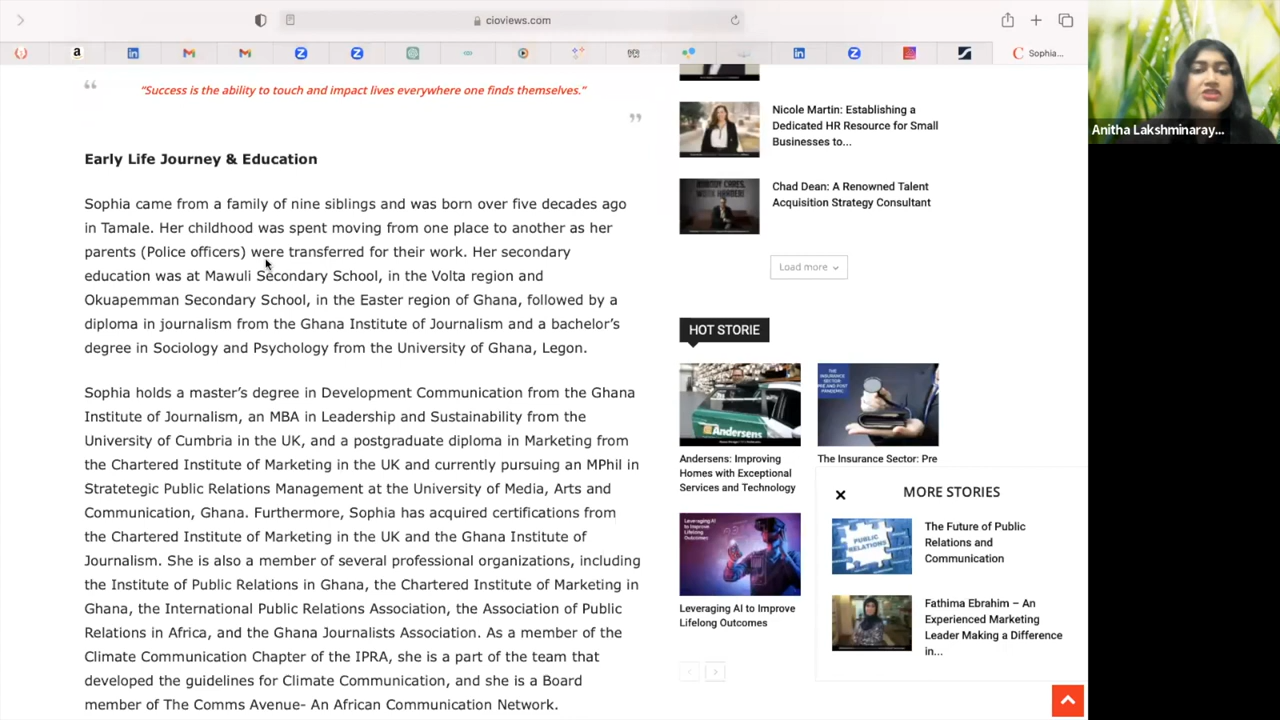 cioviews.com
Sophia...
“Success is the ability to touch and impact lives everywhere one finds themselves.”
Early Life Journey & Education
Sophia came from a family of nine siblings and was born over five decades ago
in Tamale. Her childhood was spent moving from one place to another as her
parents (Police officers) were transferred for their work. Her secondary
education was at Mawuli Secondary School, in the Volta region and
Okuapemman Secondary School, in the Easter region of Ghana, followed by a
diploma in journalism from the Ghana Institute of Journalism and a bachelor’s
degree in Sociology and Psychology from the University of Ghana, Legon.
Sophia holds a master’s degree in Development Communication from the Ghana
Institute of Journalism, an MBA in Leadership and Sustainability from the
University of Cumbria in the UK, and a postgraduate diploma in Marketing from
the Chartered Institute of Marketing in the UK and currently pursuing an MPhil in
Stratetegic Public Relations Management at the University of Media, Arts and
Communication, Ghana. Furthermore, Sophia has acquired certifications from
the Chartered Institute of Marketing in the UK and the Ghana Institute of
Journalism. She is also a member of several professional organizations, including
the Institute of Public Relations in Ghana, the Chartered Institute of Marketing in
Ghana, the International Public Relations Association, the Association of Public
Relations in Africa, and the Ghana Journalists Association. As a member of the
Climate Communication Chapter of the IPRA, she is a part of the team that
developed the guidelines for Climate Communication, and she is a Board
member of The Comms Avenue- An African Communication Network.
Nicole Martin: Establishing a
Dedicated HR Resource for Small
Businesses to...
Chad Dean: A Renowned Talent
Acquisition Strategy Consultant
Load more
HOT STORIE
Andersens
THE
INSURANCE
SECTOR:
Andersens: Improving
Homes with Exceptional
Services and Technology
The Insurance Sector: Pre
Leveraging AI
to Improve
Lifelong
Outcomes
Leveraging AI to Improve
Lifelong Outcomes
MORE STORIES
PUBLIC
RELATIONS
The Future of Public
Relations and
Communication
Fathima Ebrahim – An
Experienced Marketing
Leader Making a Difference
in...
Anitha Lakshminaray...